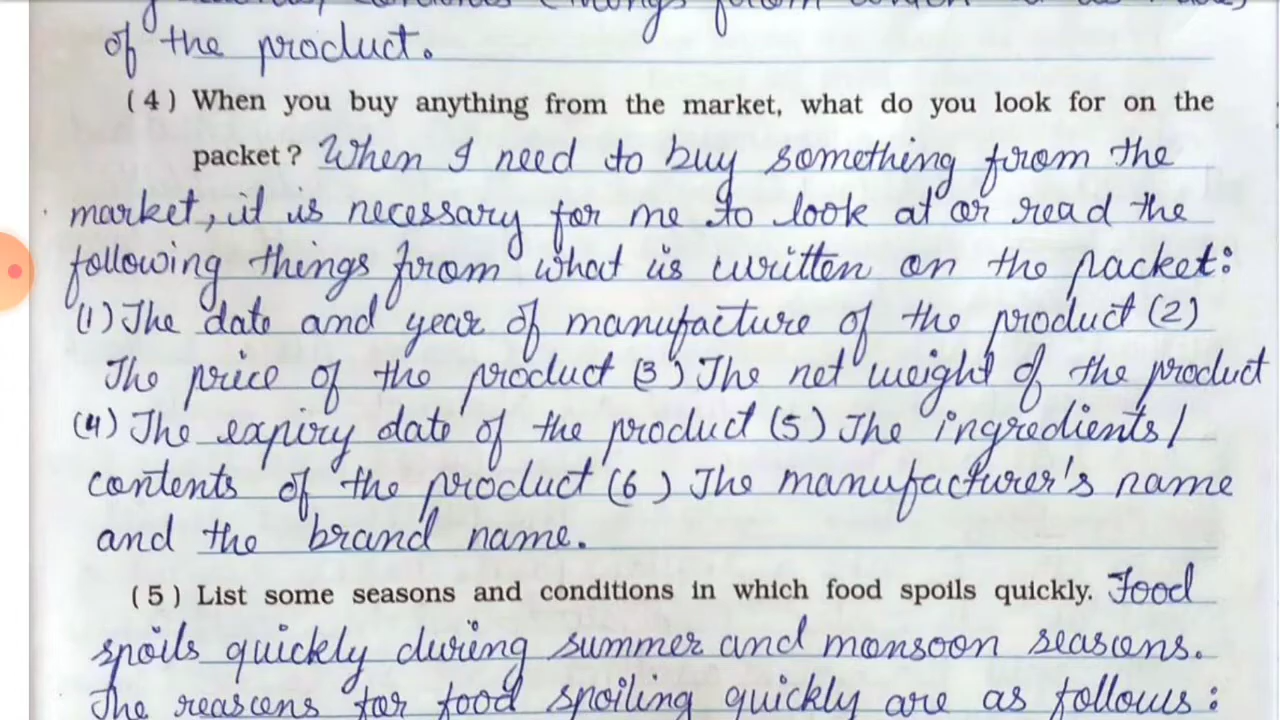 of the product.
(4) When you buy anything from the market, what do you look for on the
packet? When I need to buy something from the
market, it is necessary for me to look at or read the
following things from what is written on the packet:
(1) The date and year of manufacture of the product (2)
The price of the product (3) The net weight of the product
(4) The expiry date of the product (5) The ingredients/
contents of the product (6) The manufacturer's name
and the brand name.
(5) List some seasons and conditions in which food spoils quickly. Food
spoils quickly during summer and monsoon seasons.
The reasons for food spoiling quickly are as follows: